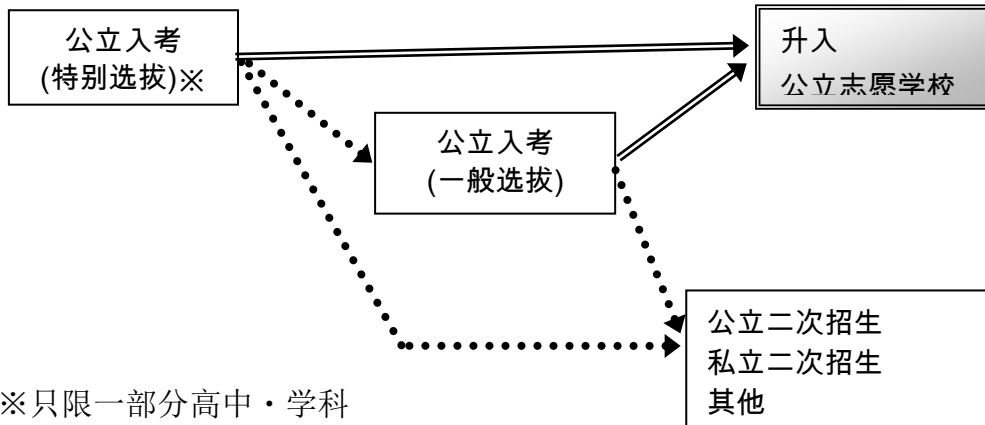 公立入考
(特别选拔)※
升入
公立志愿学校
公立入考
(一般选拔)
公立二次招生
私立二次招生
其他
※只限一部分高中・学科